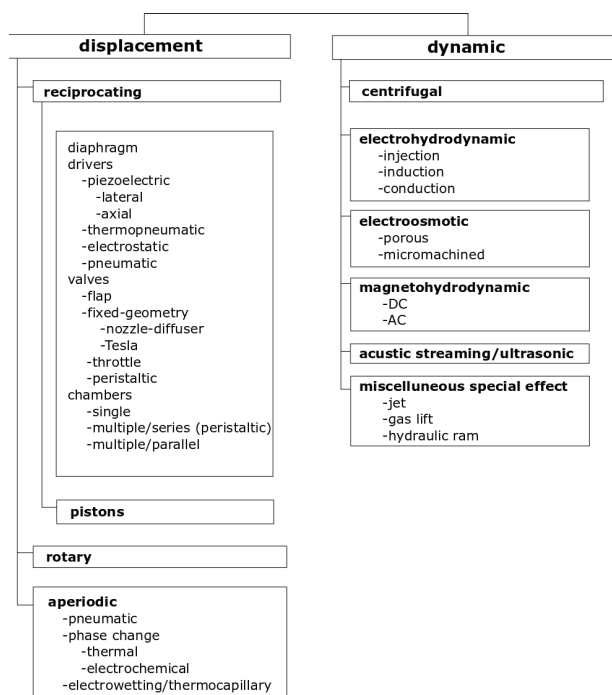 displacement
reciprocating
diaphragm
drivers
-piezoelectric
-lateral
-axial
-thermopneumatic
-electrostatic
-pneumatic
valves
-flap
-fixed-geometry
-nozzle-diffuser
-Tesla
-throttle
-peristaltic
chambers
-single
-multiple/series (peristaltic)
-multiple/parallel
pistons
rotary
aperiodic
-pneumatic
-phase change
-thermal
-electrochemical
-electrowetting/thermocapillary
dynamic
centrifugal
electrohydrodynamic
-injection
-induction
-conduction
electroosmotic
-porous
-micromachined
magnetohydrodynamic
-DC
-AC
acustic streaming/ultrasonic
miscelluneous special effect
-jet
-gas lift
-hydraulic ram